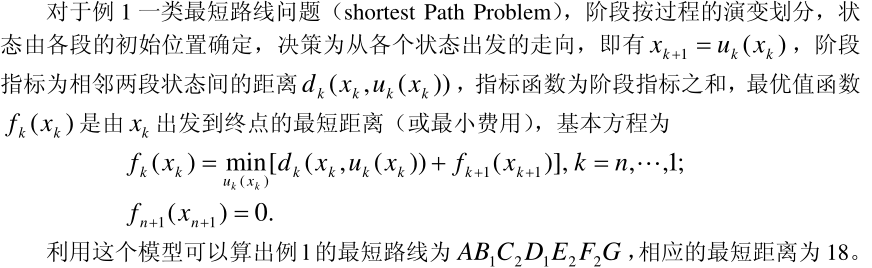 对于例 1 一类最短路线问题（shortest Path Problem），阶段按过程的演变划分，状
态由各段的初始位置确定，决策为从各个状态出发的走向，即有 $x_{k+1} = u_k(x_k)$，阶段
指标为相邻两段状态间的距离 $d_k(x_k, u_k(x_k))$，指标函数为阶段指标之和，最优值函数
$f_k(x_k)$ 是由 $x_k$ 出发到终点的最短距离（或最小费用），基本方程为
$f_k(x_k) = \min_{u_k(x_k)}[d_k(x_k, u_k(x_k)) + f_{k+1}(x_{k+1})], k = n, \cdots, 1;$
$f_{n+1}(x_{n+1}) = 0.$
利用这个模型可以算出例1的最短路线为 $AB_1C_2D_1E_2F_2G$，相应的最短距离为 18。